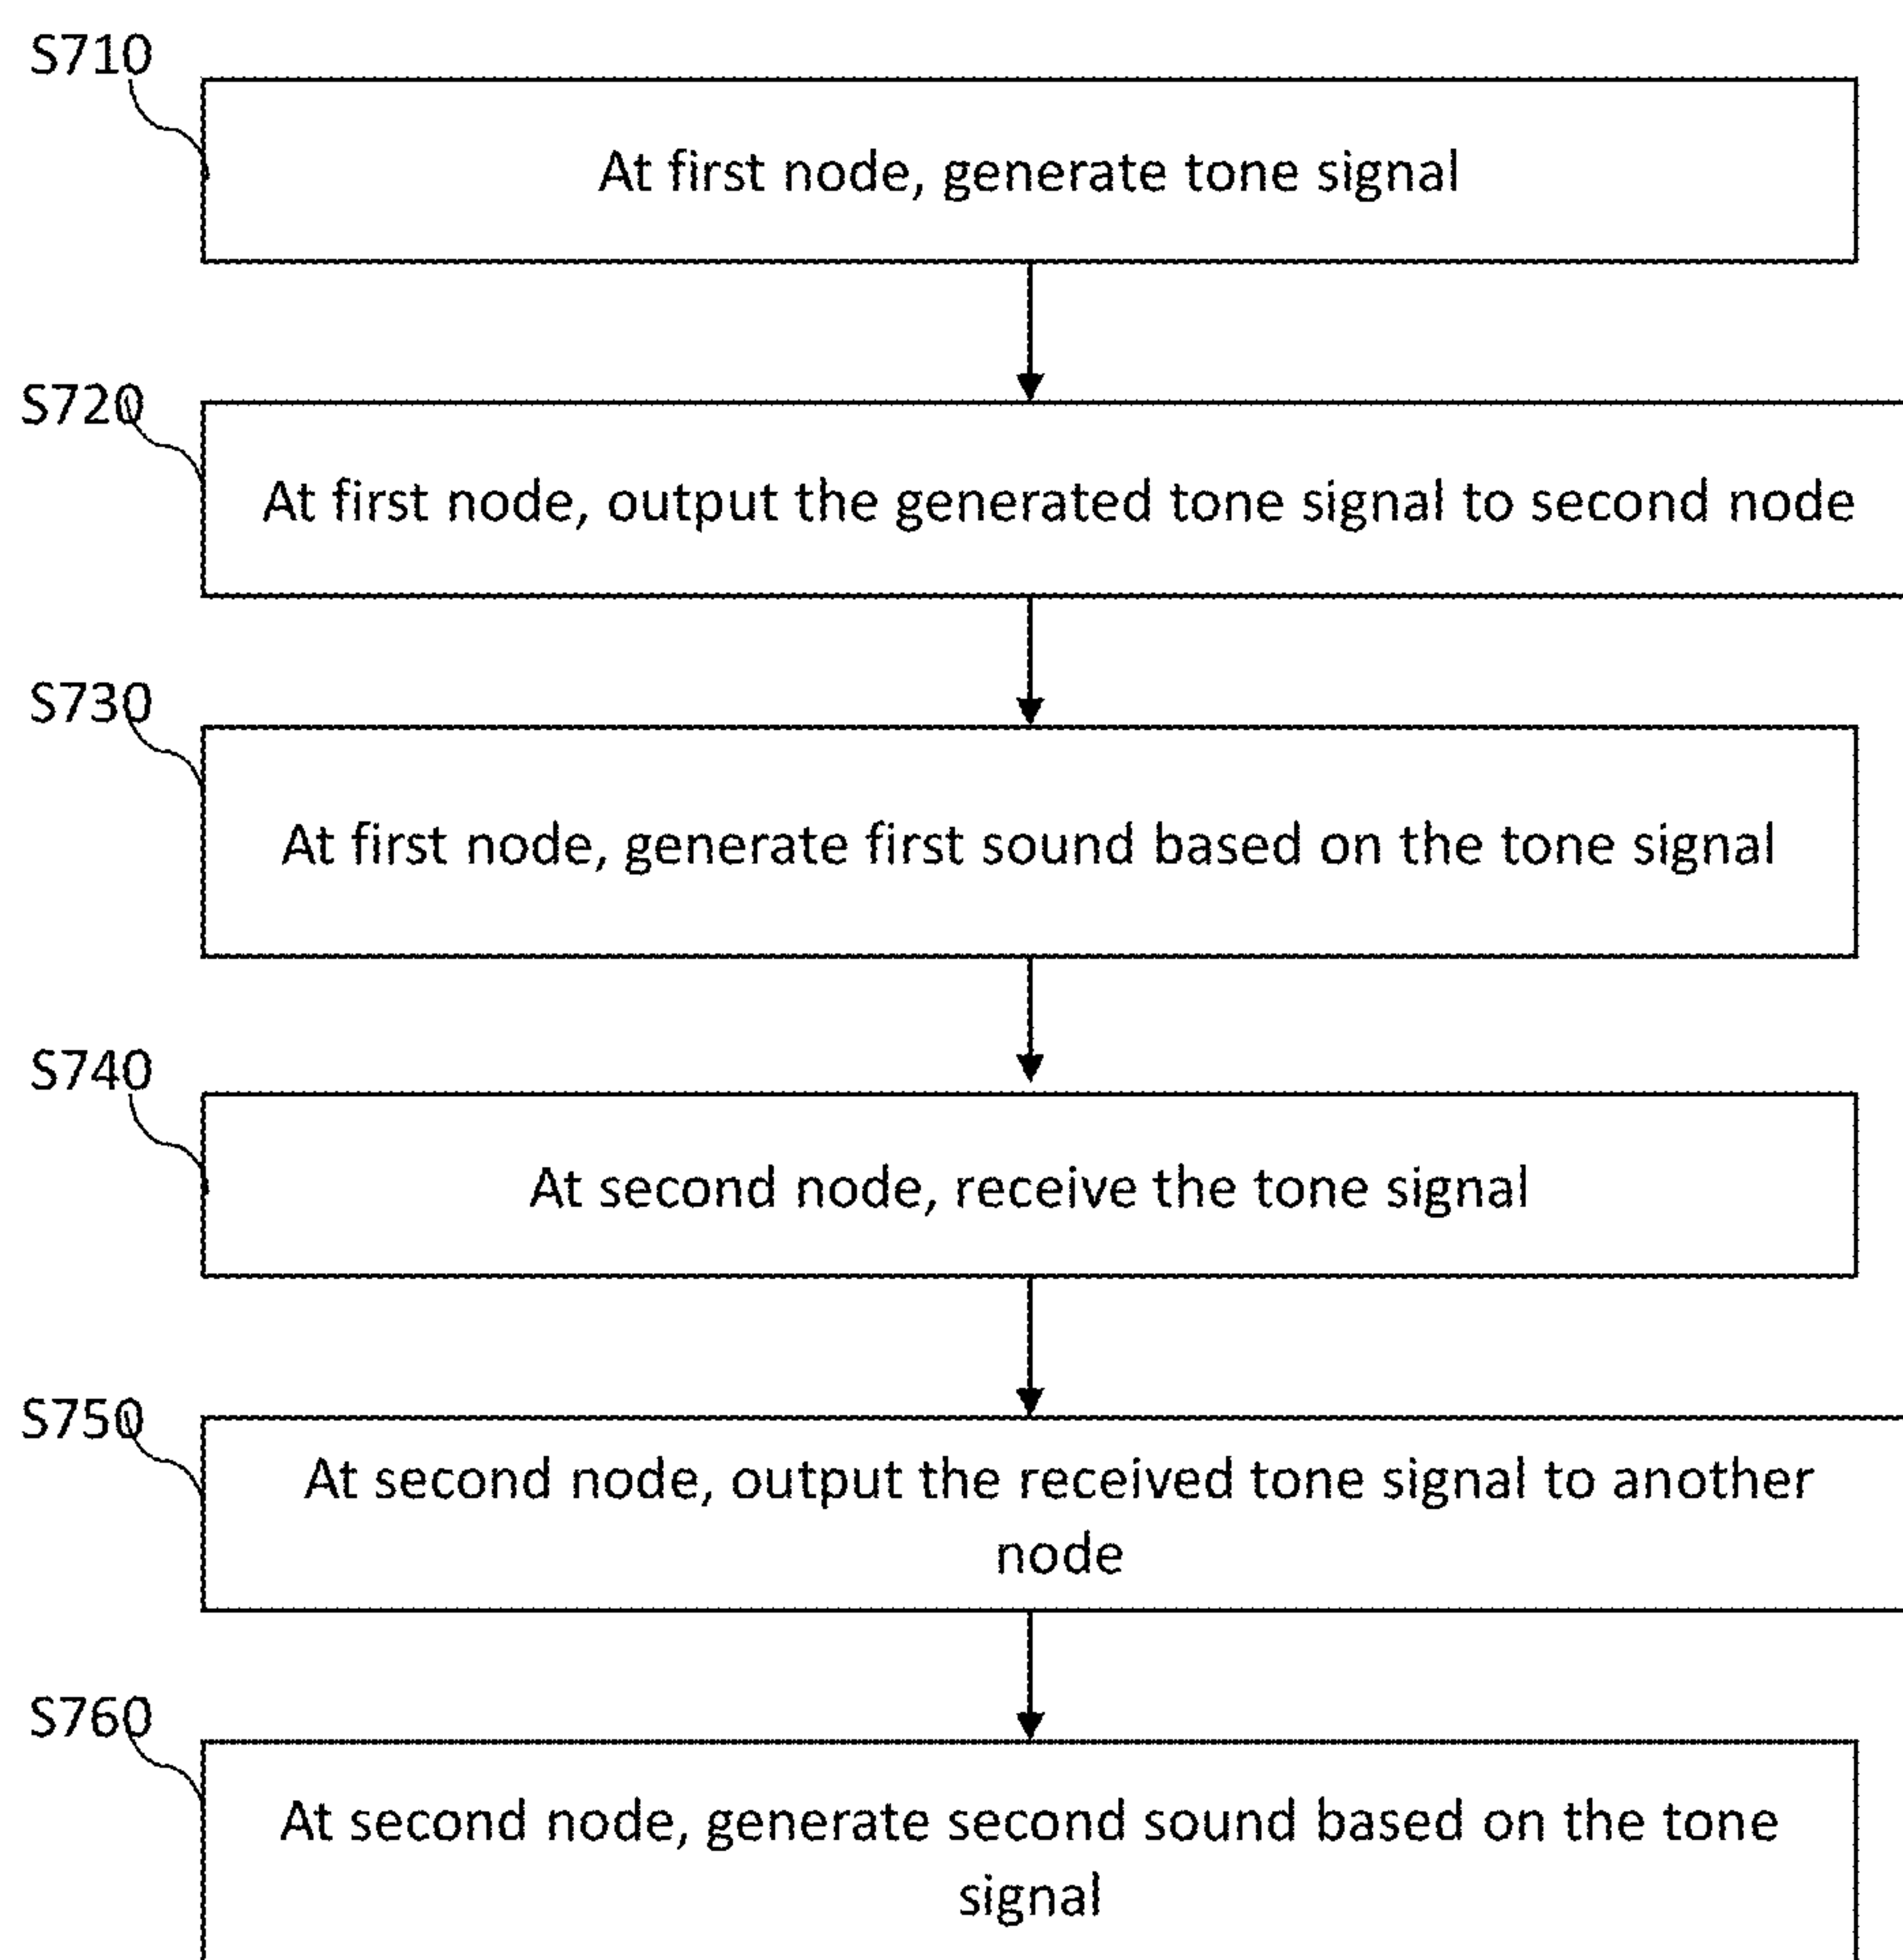 S710
At first node, generate tone signal
S720
At first node, output the generated tone signal to second node
S730
At first node, generate first sound based on the tone signal
S740
At second node, receive the tone signal
S750
At second node, output the received tone signal to another
node
S760
At second node, generate second sound based on the tone
signal